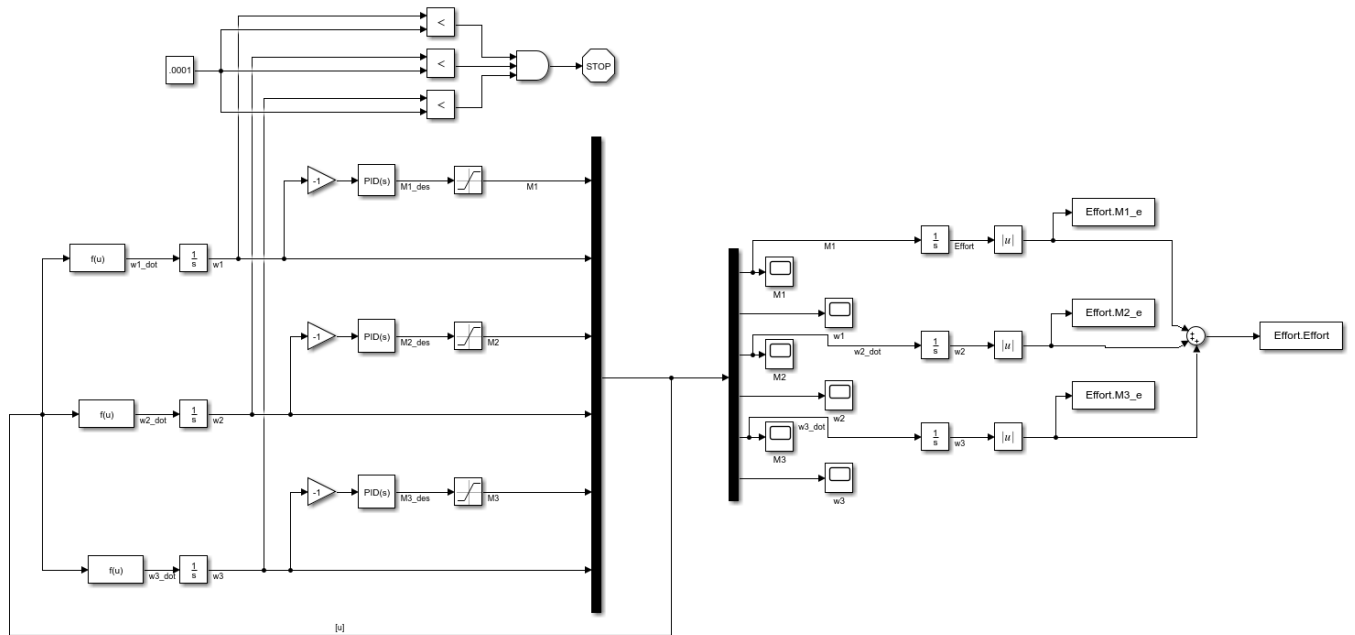 <
.0001
<
STOP
<
-1
PID(s)
M1_des
M1
f(u)
w1_dot
1
s
w1
-1
PID(s)
M2_des
M2
f(u)
w2_dot
1
s
w2
-1
PID(s)
M3_des
M3
f(u)
w3_dot
1
s
w3
[u]
M1
1
s
Effort
|u|
Effort.M1_e
M1
w1
w2_dot
1
s
w2
|u|
Effort.M2_e
M2
w2
w3_dot
1
s
w3
|u|
Effort.M3_e
M3
w3
+
+
+
Effort.Effort